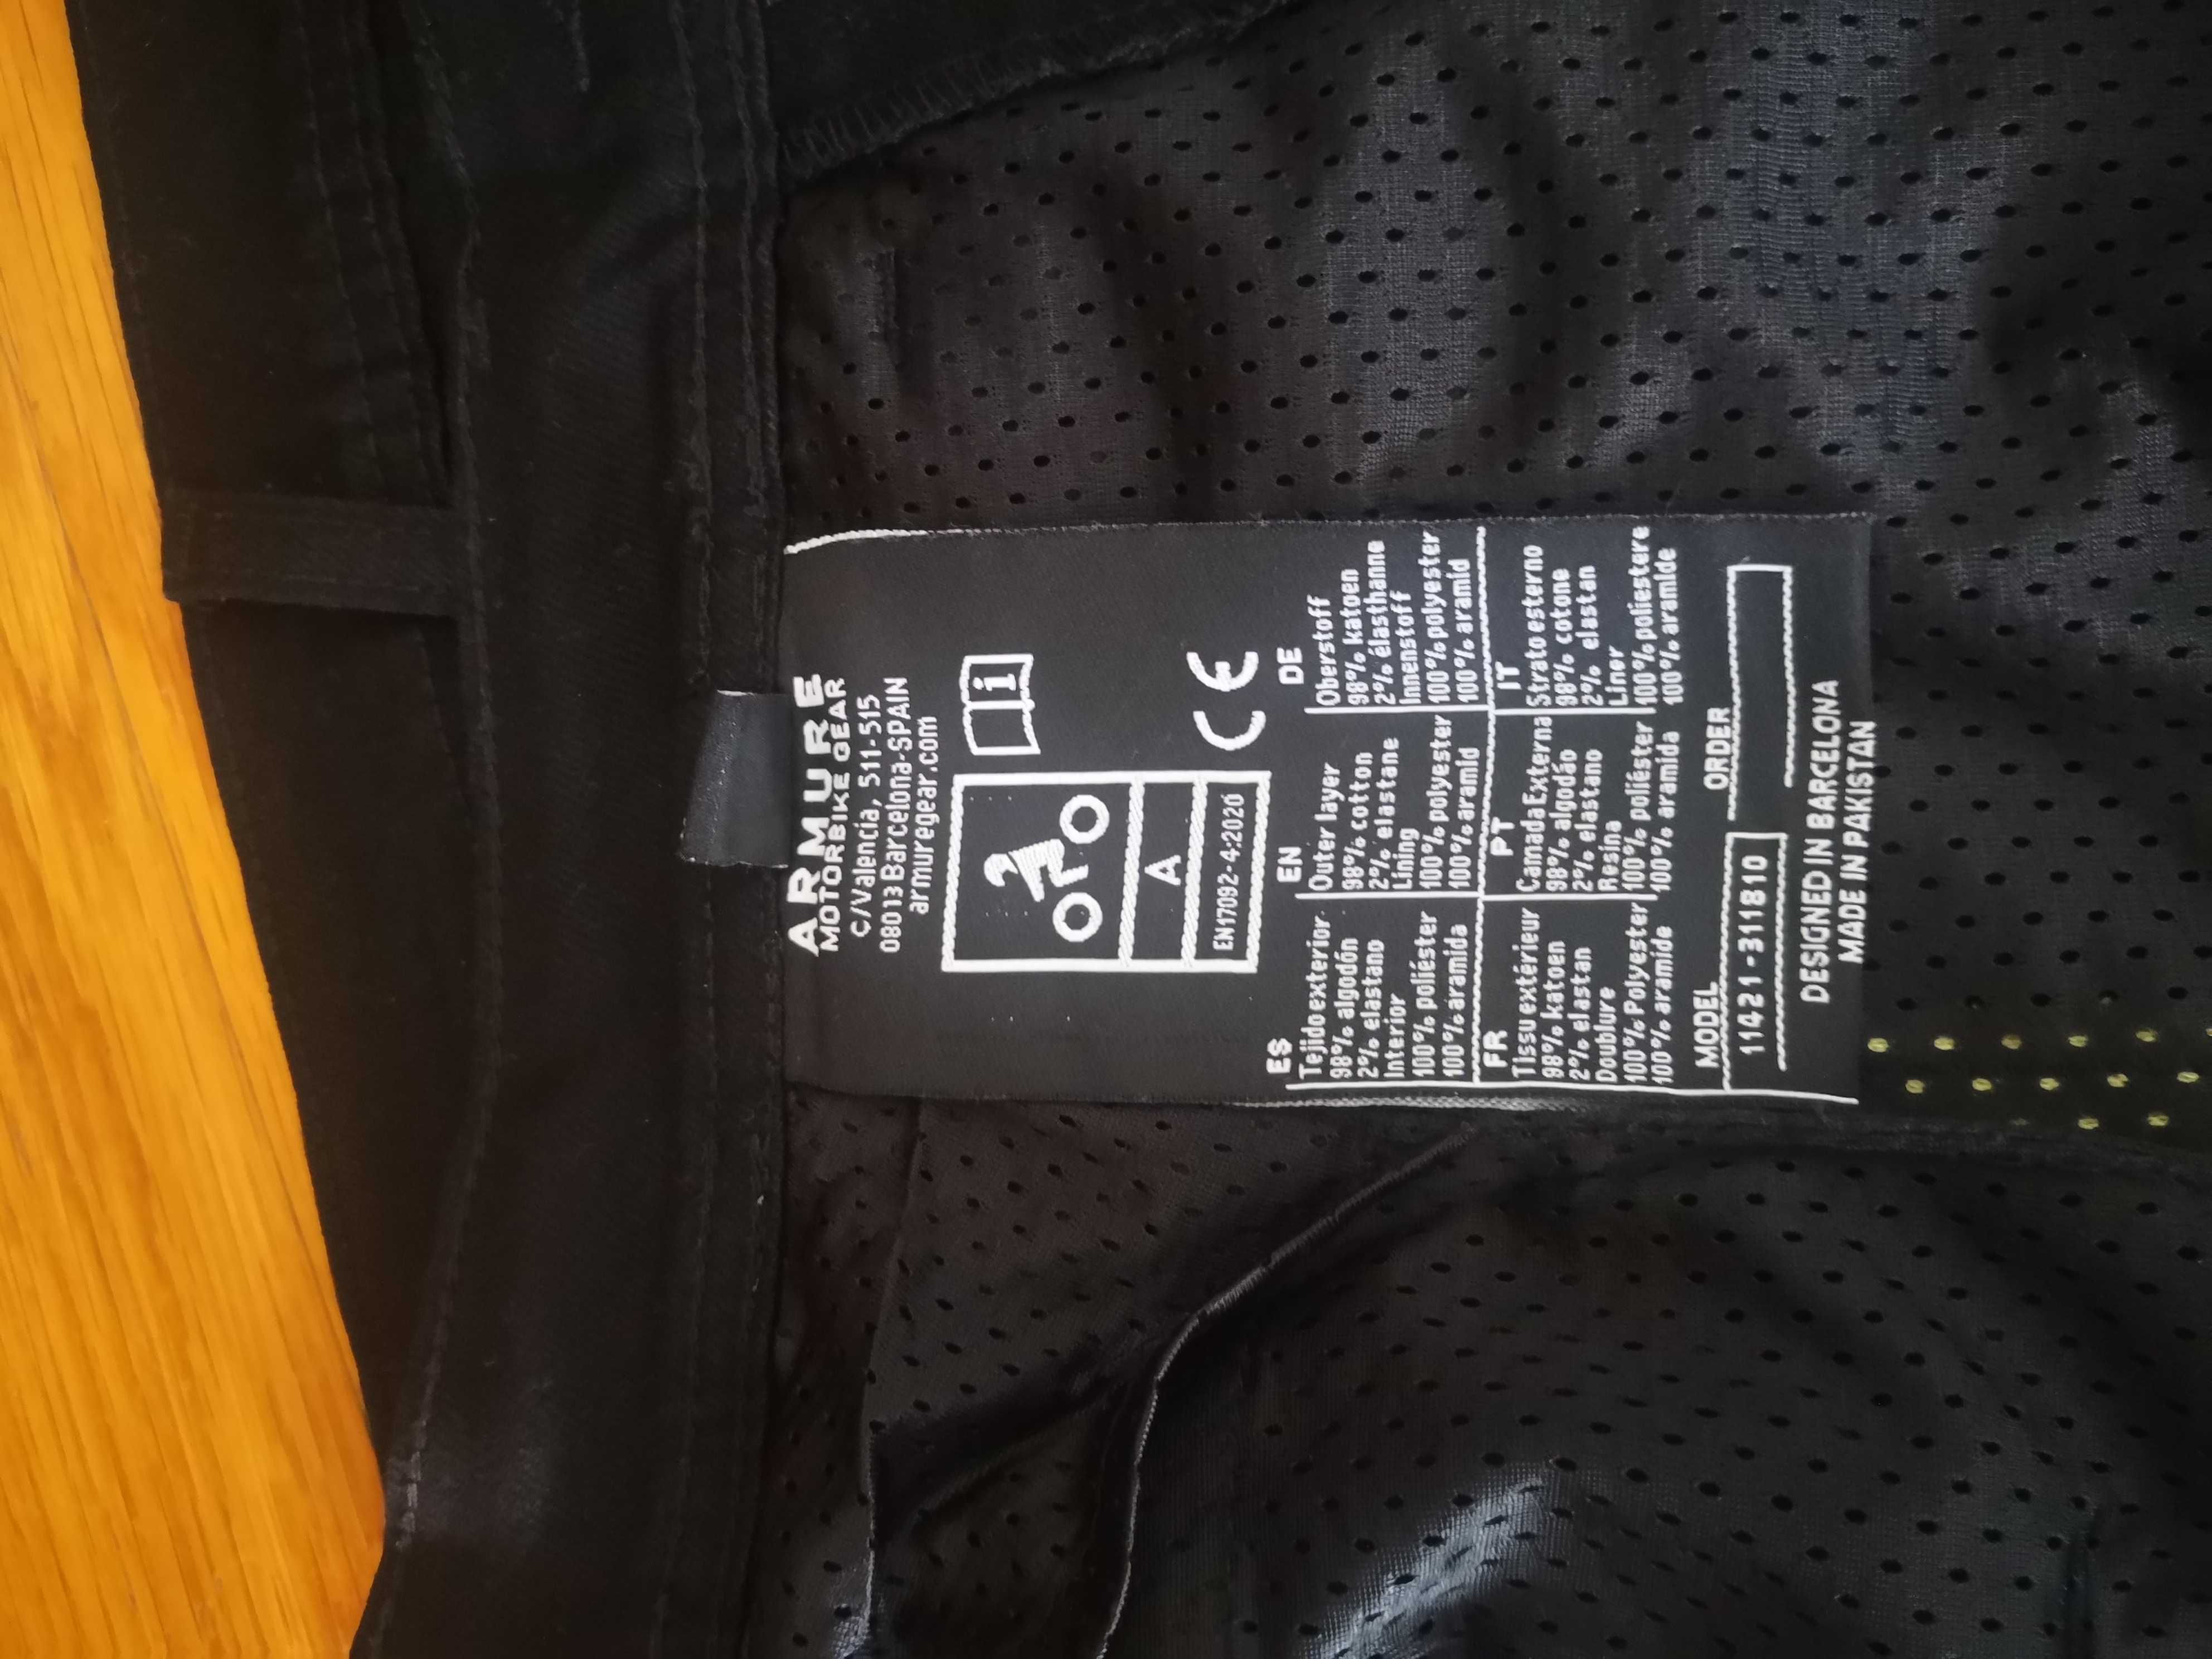 ARMURE
MOTORBIKE GEAR
C/Valencia, 511-515
08013 Barcelona-SPAIN
armuregear.com
i
A
EN17092-4:2020
CE
ES
Tejido exterior
98% algodón
2% elastano
Interior
100% poliéster
100% aramida
EN
Outer layer
98% cotton
2% elastane
Lining
100% polyester
100% aramid
DE
Oberstoff
98% katoen
2% élasthanne
Innenstoff
100% polyester
100% aramid
FR
Tissu extérieur
98% katoen
2% elastan
Doublure
100% Polyester
100% aramide
PT
Camada Externa
98% algodão
2% elastano
Resina
100% poliéster
100% aramida
IT
Strato esterno
98% cotone
2% elastan
Liner
100% poliestere
100% aramide
MODEL
11421-311810
ORDER
DESIGNED IN BARCELONA
MADE IN PAKISTAN